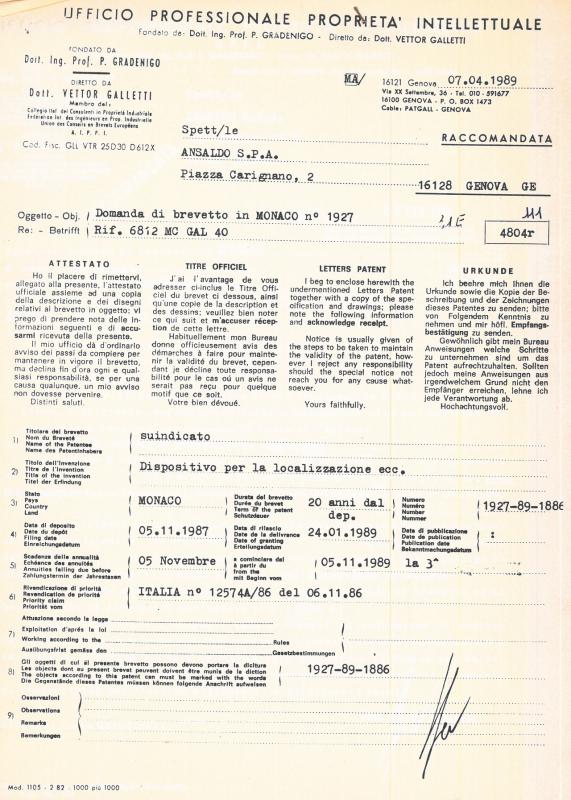 UFFICIO PROFESSIONALE PROPRIETA' INTELLETTUALE
Fondato da: Dott. Ing. Prof. P. GRADENIGO - Diretto da: Dott. VETTOR GALLETTI
FONDATO DA
Dott. Ing. Prof. P. GRADENIGO
DIRETTO DA
Dott. VETTOR GALLETTI
Membro del:
Collegio Ital. dei Consulenti in Proprietà Industriale
Fédération Int. des Ingénieurs en Prop. Industrielle
Union des Conseils en Brevets Européens
A. I. P. P. I.
Cod. Fisc. GLL VTR 25D30 D612X
MA/
16121 Genova 07.04.1989
Via XX Settembre, 36 - Tel. 010 - 591677
16100 GENOVA - P. O. BOX 1473
Cable: PATGALL - GENOVA
Spett/le
RACCOMANDATA
ANSALDO S.P.A.
Piazza Carignano, 2
16128 GENOVA GE
Oggetto - Obj. Domanda di brevetto in MONACO n° 1927
Re: - Betrifft Rif. 6812 MC GAL 40
4804r
ATTESTATO
Ho il piacere di rimettervi,
allegato alla presente, l'attestato
ufficiale assieme ad una copia
della descrizione e dei disegni
relativi al brevetto in oggetto; vi
prego di prendere nota delle in-
formazioni seguenti e di accu-
sarmi ricevuta della presente.
Il mio ufficio dà d'ordinario
avviso dei passi da compiere per
mantenere in vigore il brevetto,
ma declina fin d'ora ogni e qual-
siasi responsabilità, se per una
causa qualunque, un mio avviso
non dovesse pervenire.
Distinti saluti.
TITRE OFFICIEL
J'ai l'avantage de vous
adresser ci-inclus le Titre Offi-
ciel du brevet ci dessous, ainsi
qu'une copie de la description et
des dessins; veuillez bien noter
ce qui suit et m'accuser récep-
tion de cette lettre.
Habituellement mon Bureau
donne officieusement avis des
démarches à faire pour mainte-
nir la validité du brevet, cepen-
dant je décline toute responsa-
bilité pour le cas où un avis ne
serait pas reçu pour quelque
motif que ce soit.
Votre bien dévoué.
LETTERS PATENT
I beg to enclose herewith the
undermentioned Letters Patent
together with a copy of the spe-
cification and drawings; please
note the following information
and acknowledge receipt.
Notice is usually given of
the steps to be taken to maintain
the validity of the patent, how-
ever I reject any responsibility
should the special notice not
reach you for any cause what-
soever.
Yours faithfully.
URKUNDE
Ich beehre mich Ihnen die
Urkunde sowie die Kopie der Be-
schreibung und der Zeichnungen
dieses Patentes zu senden; bitte
von Folgendem Kenntnis zu
nehmen und mir höfl. Empfangs-
bestätigung zu senden.
Gewöhnlich gibt mein Bureau
Anweisungen welche Schritte
zu unternehmen sind um das
Patent aufrechtzuhalten. Sollten
jedoch meine Anweisungen aus
irgendwelchem Grund nicht den
Empfänger erreichen, lehne ich
jede Verantwortung ab.
Hochachtungsvoll.
1) Titolare del brevetto
Nom du Breveté
Name of the Patentee
Name des Patentinhabers
suindicato
2) Titolo dell'Invenzione
Titre de l'Invention
Title of the Invention
Titel der Erfindung
Dispositivo per la localizzazione ecc.
3) Stato
Pays
Country
Land
MONACO
Durata del brevetto
Durée du brevet
Term of the patent
Schutzdauer
20 anni dal
dep.
Numero
Numéro
Number
Nummer
1927-89-1886
4) Data di deposito
Date du dépôt
Filing date
Einreichungsdatum
05.11.1987
Data di rilascio
Date de la delivrance
Date of granting
Erteilungsdatum
24.01.1989
Data di pubblicazione
Date de publication
Publication date
Bekanntmachungsdatum
:
5) Scadenze delle annualità
Echéance des annuités
Annuities falling due before
Zahlungstermin der Jahrestaxen
05 Novembre
a cominciare dal
à partir du
from the
mit Beginn vom
05.11.1989 la 3ª
6) Rivendicazione di priorità
Revendication de priorité
Priority claim
Priorität vom
ITALIA n° 12574A/86 del 06.11.86
7) Attuazione secondo la legge
Exploitation d'après la loi
Working according to the Rules
Ausübungsfrist gemäss den Gesetzbestimmungen
8) Gli oggetti di cui al presente brevetto possono devono portare la dicitura
Les objects dont au present brevet peuvent doivent être munis de la diction
The objects according to this patent can must be marked with the words
Die Gegenstände dieses Patentes müssen können folgende Anschrift aufweisen
1927-89-1886
9) Osservazioni
Observations
Remarks
Bemerkungen
Mod. 1105 - 2 82 - 1000 più 1000